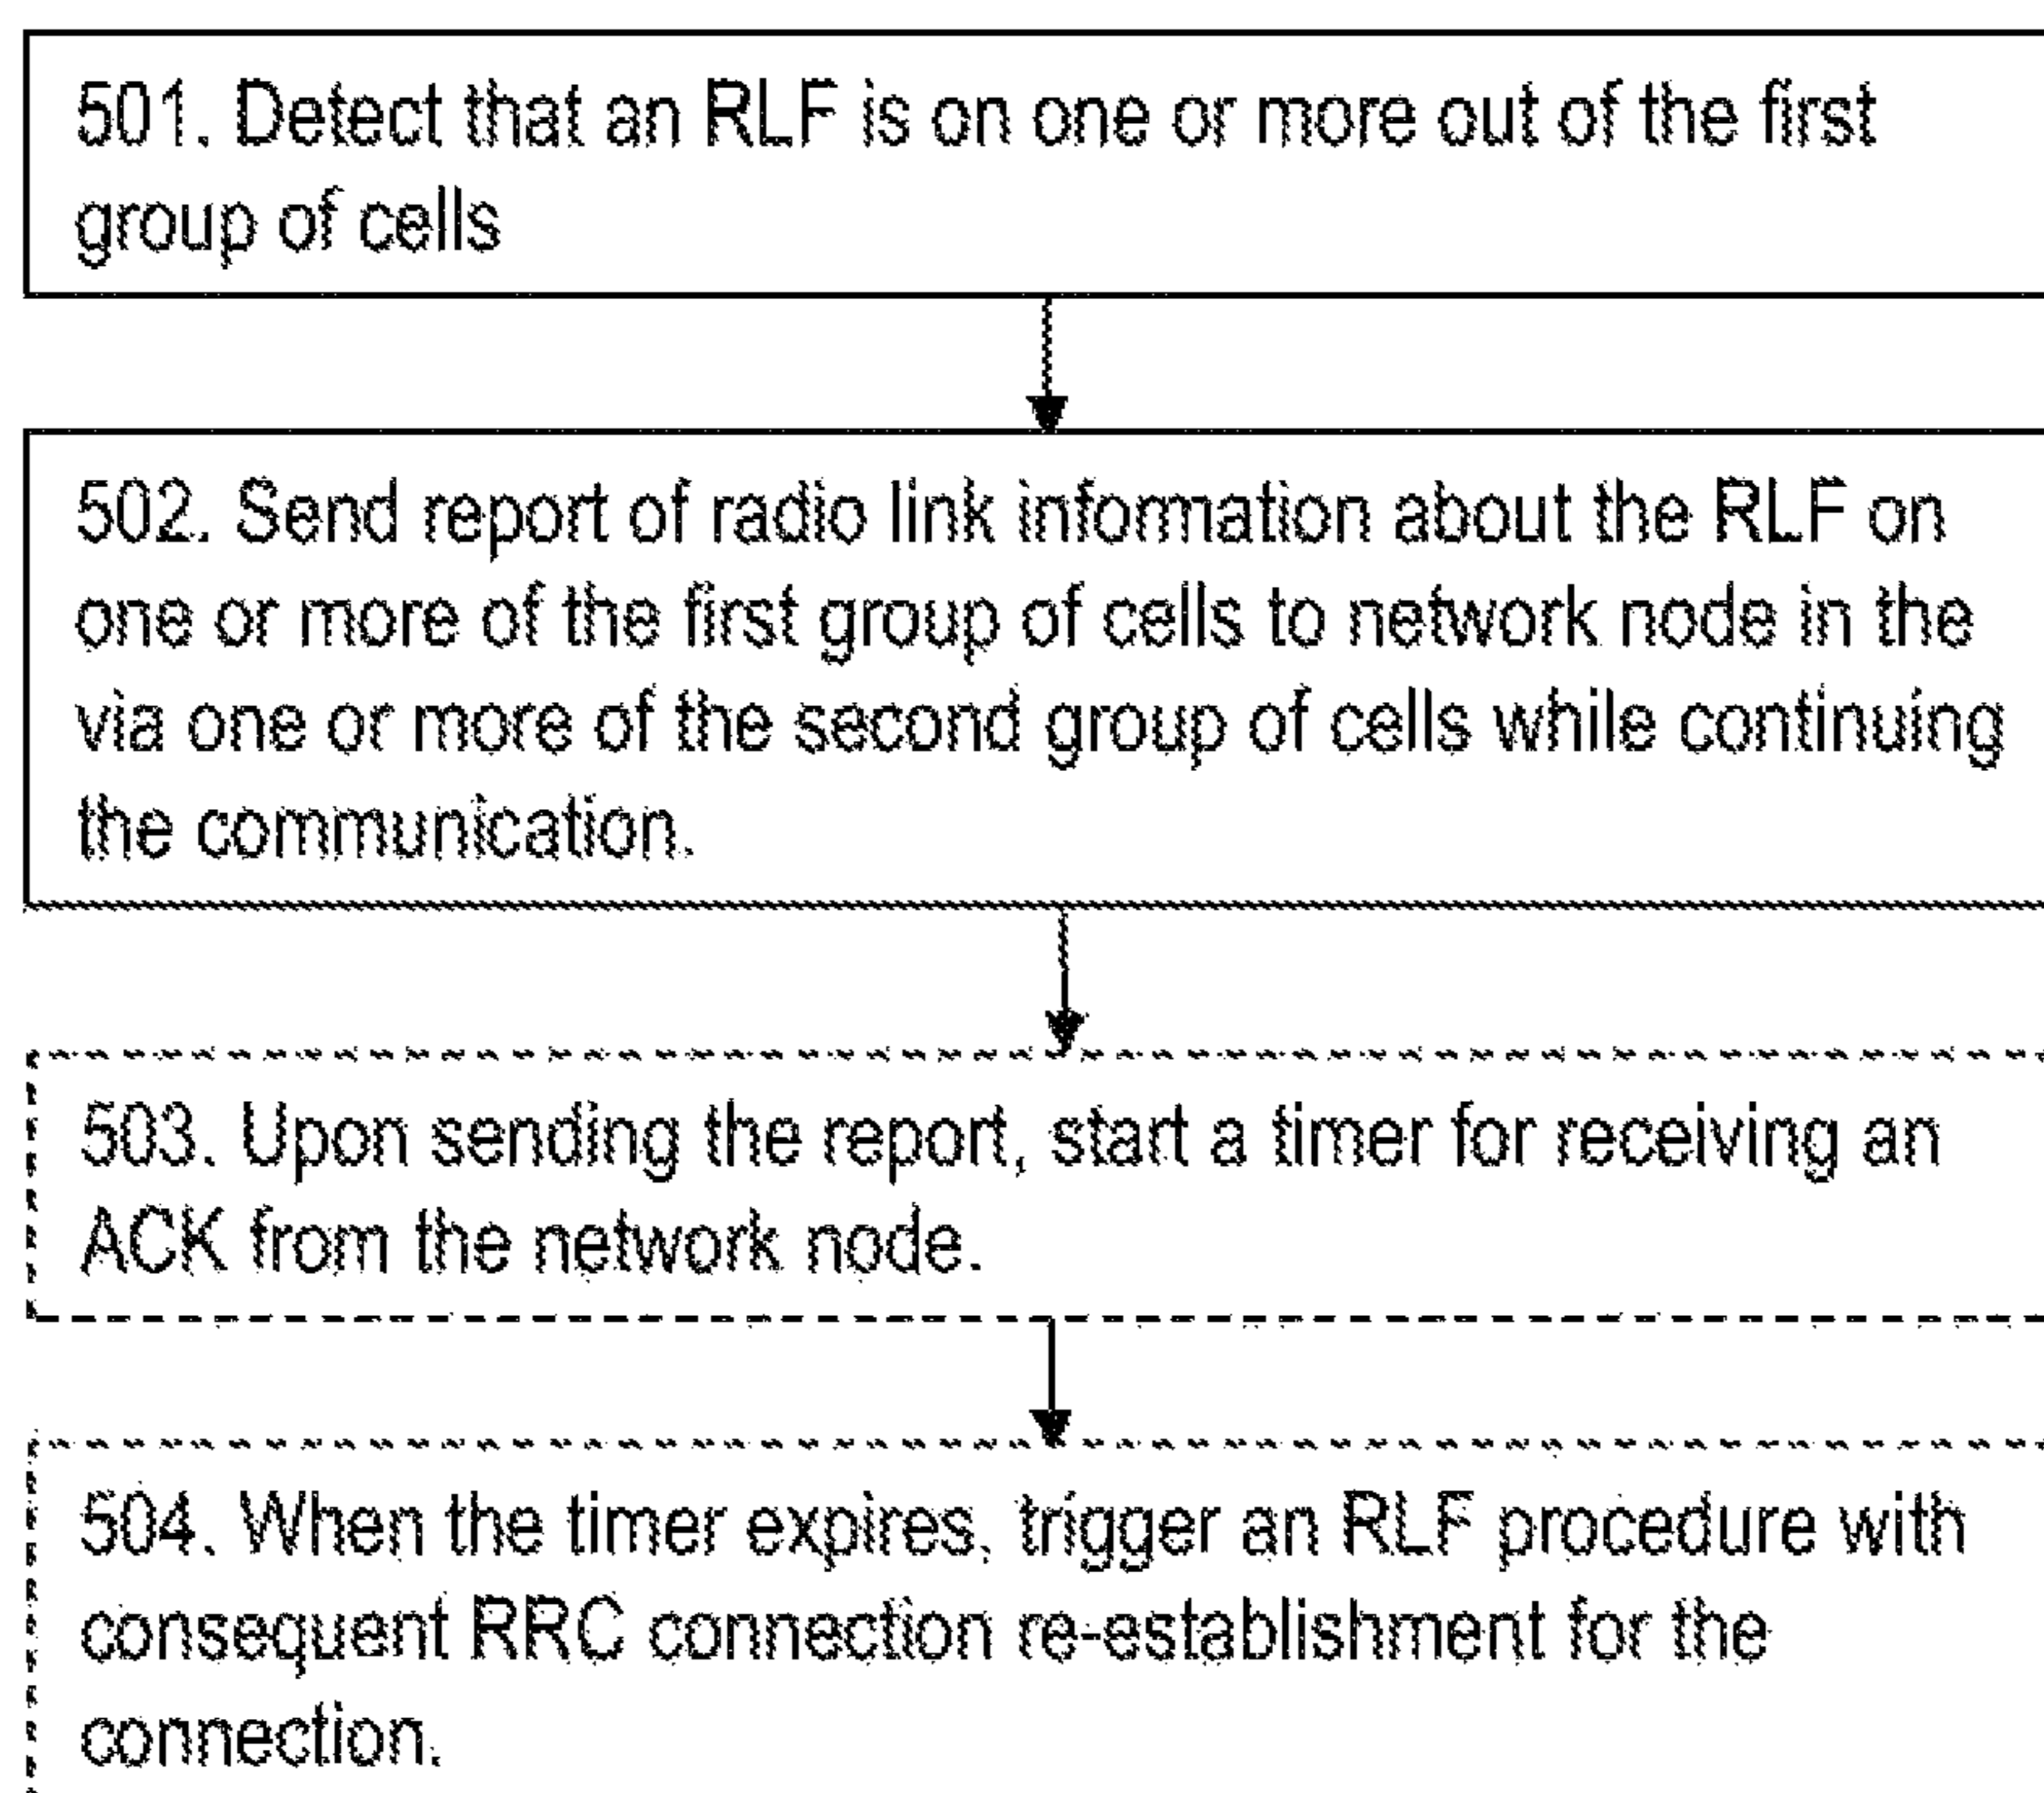 501. Detect that an RLF is on one or more out of the first
group of cells
502. Send report of radio link information about the RLF on
one or more of the first group of cells to network node in the
via one or more of the second group of cells while continuing
the communication.
503. Upon sending the report, start a timer for receiving an
ACK from the network node.
504. When the timer expires, trigger an RLF procedure with
consequent RRC connection re-establishment for the
connection.